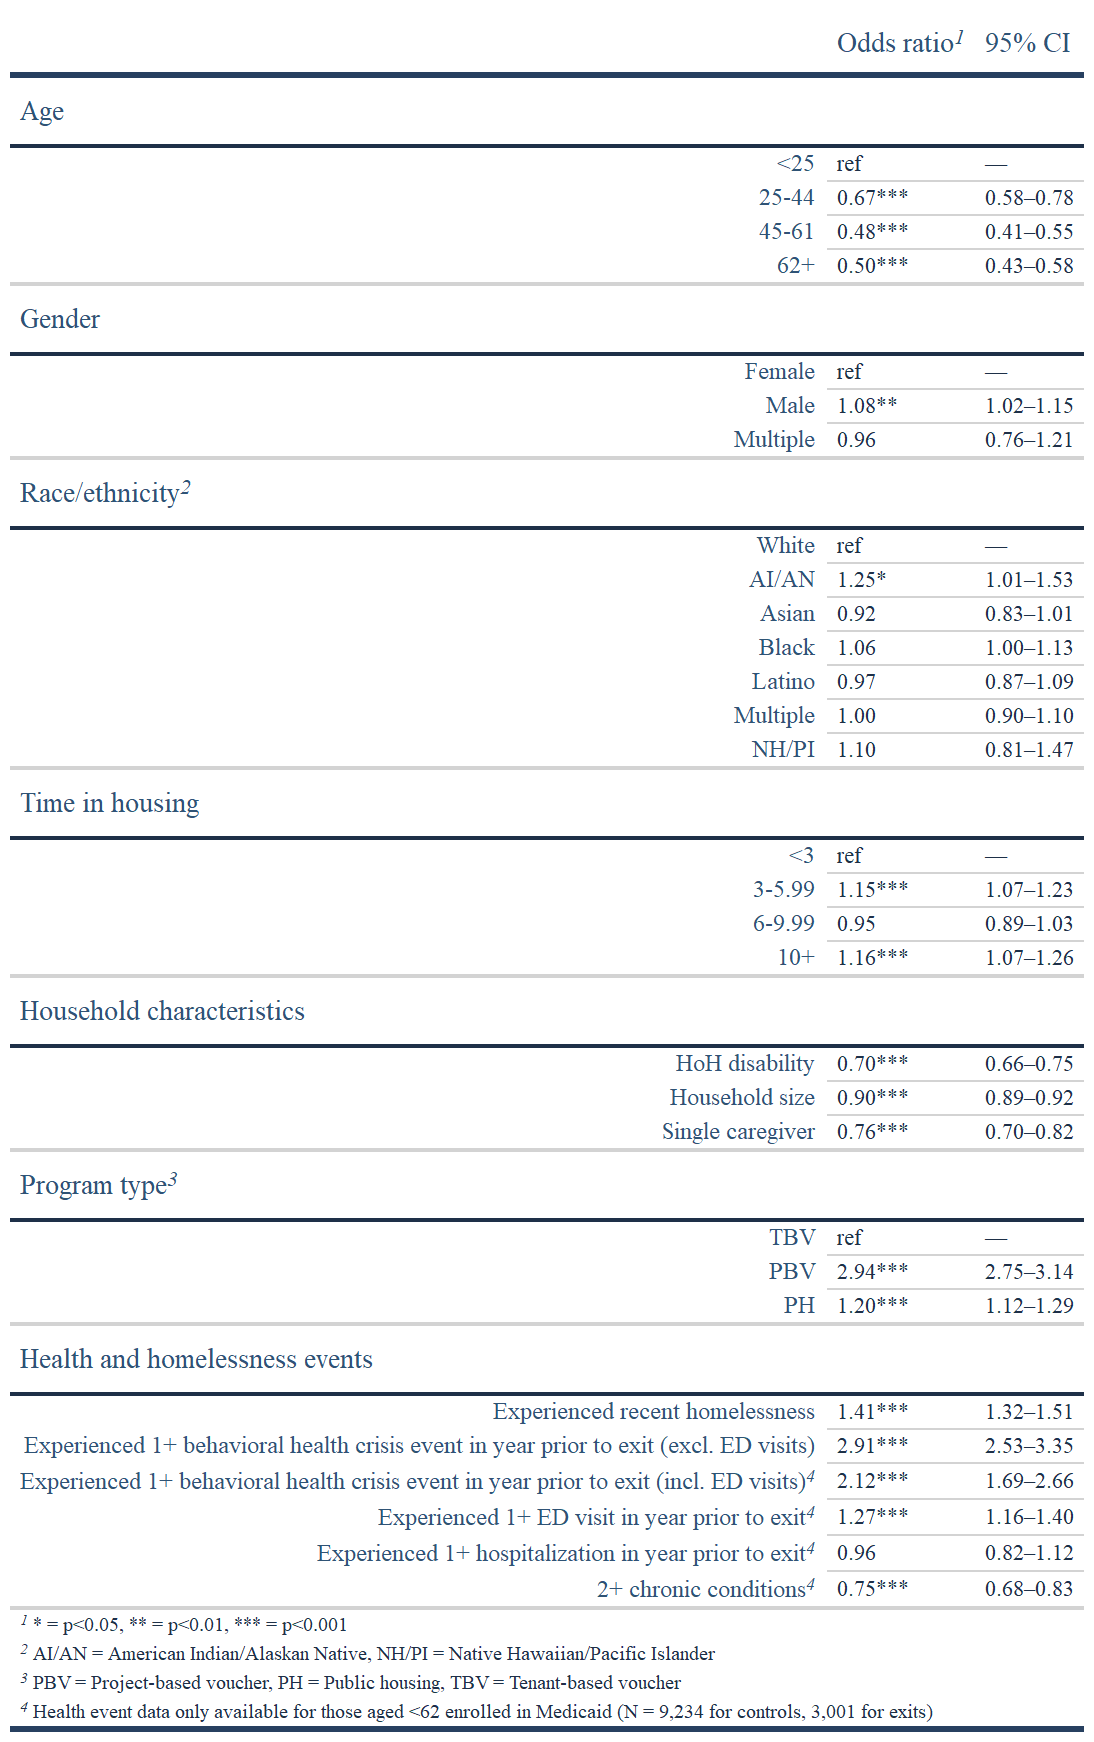 Odds ratio1 95% CI
Age
<25 ref —
25-44 0.67*** 0.58–0.78
45-61 0.48*** 0.41–0.55
62+ 0.50*** 0.43–0.58
Gender
Female ref —
Male 1.08** 1.02–1.15
Multiple 0.96 0.76–1.21
Race/ethnicity2
White ref —
AI/AN 1.25* 1.01–1.53
Asian 0.92 0.83–1.01
Black 1.06 1.00–1.13
Latino 0.97 0.87–1.09
Multiple 1.00 0.90–1.10
NH/PI 1.10 0.81–1.47
Time in housing
<3 ref —
3-5.99 1.15*** 1.07–1.23
6-9.99 0.95 0.89–1.03
10+ 1.16*** 1.07–1.26
Household characteristics
HoH disability 0.70*** 0.66–0.75
Household size 0.90*** 0.89–0.92
Single caregiver 0.76*** 0.70–0.82
Program type3
TBV ref —
PBV 2.94*** 2.75–3.14
PH 1.20*** 1.12–1.29
Health and homelessness events
Experienced recent homelessness 1.41*** 1.32–1.51
Experienced 1+ behavioral health crisis event in year prior to exit (excl. ED visits) 2.91*** 2.53–3.35
Experienced 1+ behavioral health crisis event in year prior to exit (incl. ED visits)4 2.12*** 1.69–2.66
Experienced 1+ ED visit in year prior to exit4 1.27*** 1.16–1.40
Experienced 1+ hospitalization in year prior to exit4 0.96 0.82–1.12
2+ chronic conditions4 0.75*** 0.68–0.83
1 * = p<0.05, ** = p<0.01, *** = p<0.001
2 AI/AN = American Indian/Alaskan Native, NH/PI = Native Hawaiian/Pacific Islander
3 PBV = Project-based voucher, PH = Public housing, TBV = Tenant-based voucher
4 Health event data only available for those aged <62 enrolled in Medicaid (N = 9,234 for controls, 3,001 for exits)